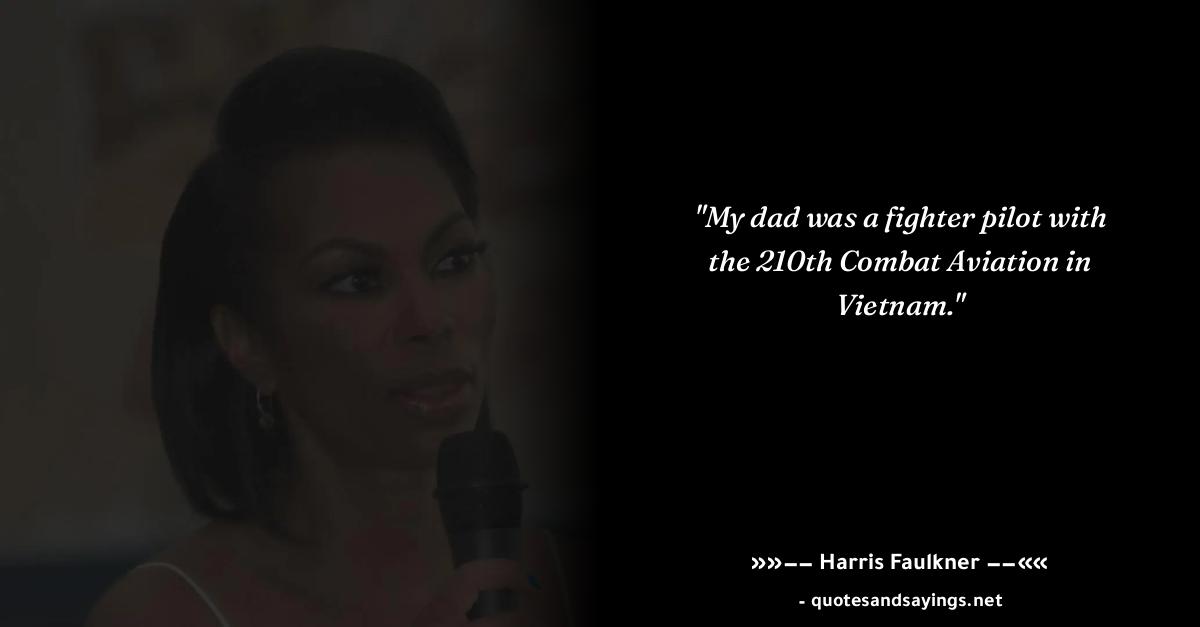 "My dad was a fighter pilot with
the 210th Combat Aviation in
Vietnam."
»»–– Harris Faulkner ––««
- quotesandsayings.net